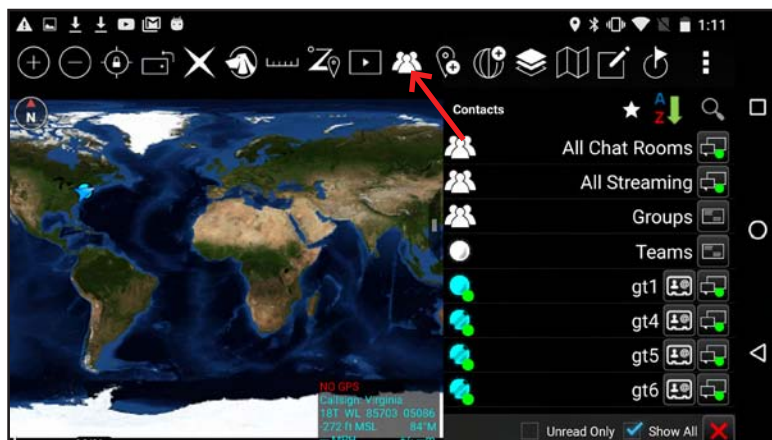 1:11
N
Contacts
A
Z
All Chat Rooms
All Streaming
Groups
Teams
gt1
gt4
gt5
gt6
NO GPS
Callsign: Virginia
18T WL 85703 05086
-272 ft MSL 84°M
Unread Only Show All